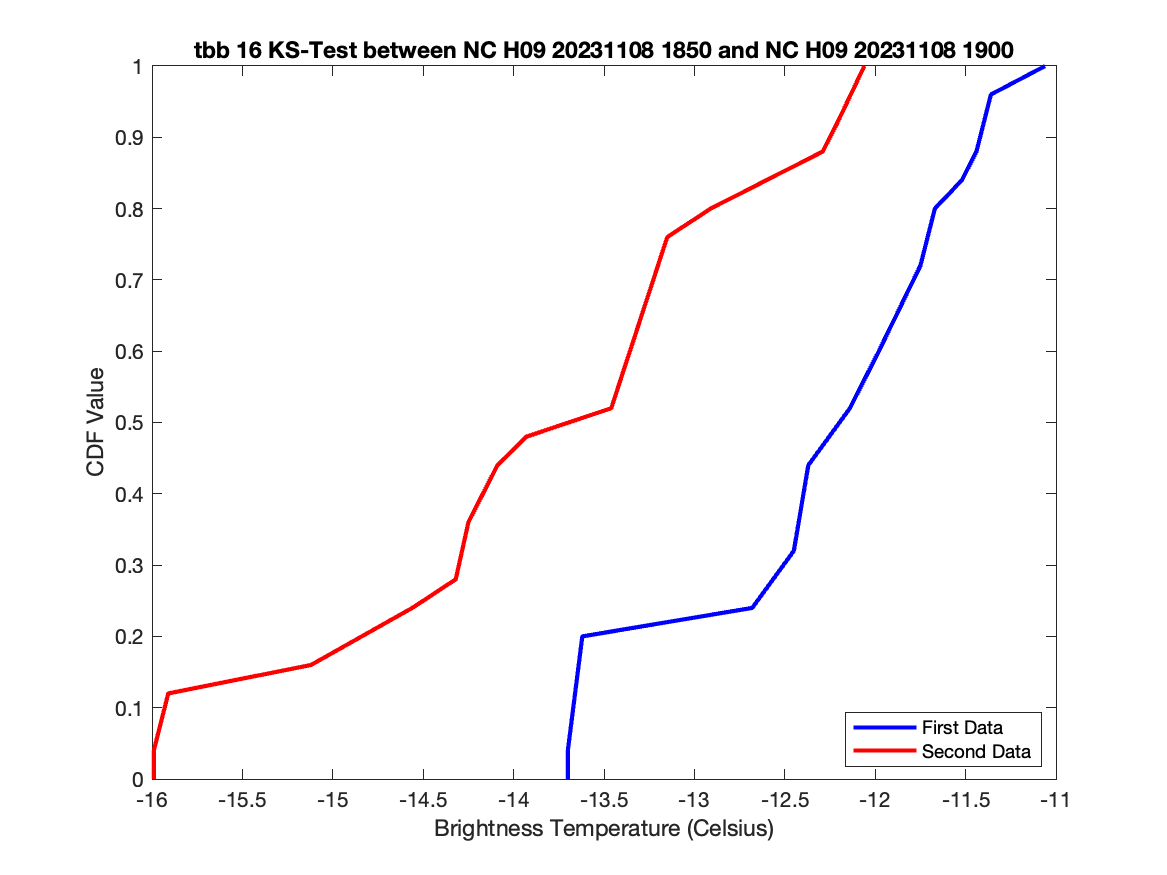 tbb 16 KS-Test between NC H09 20231108 1850 and NC H09 20231108 1900
1
0.9
0.8
0.7
0.6
0.5
0.4
0.3
0.2
0.1
0
CDF Value
First Data
Second Data
-16 -15.5 -15 -14.5 -14 -13.5 -13 -12.5 -12 -11.5 -11
Brightness Temperature (Celsius)